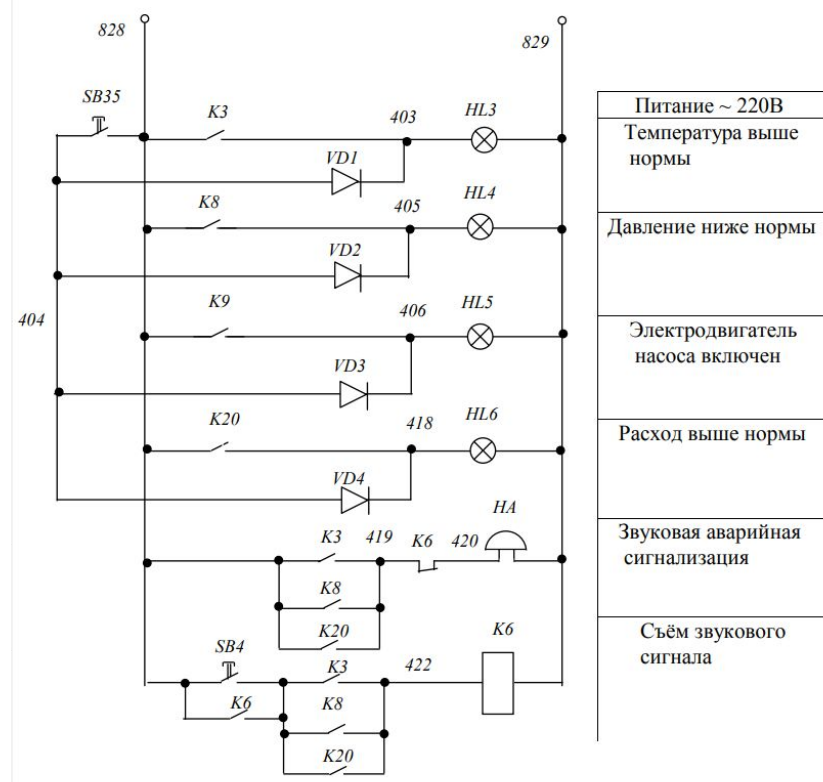 828
829
SB35
K3
403
HL3
VD1
K8
405
HL4
VD2
404
K9
406
HL5
VD3
K20
418
HL6
VD4
HA
K3
419
K6
420
K8
K20
K6
SB4
K3
422
K6
K8
K20
Питание ~ 220В
Температура выше
нормы
Давление ниже нормы
Электродвигатель
насоса включен
Расход выше нормы
Звуковая аварийная
сигнализация
Съём звукового
сигнала